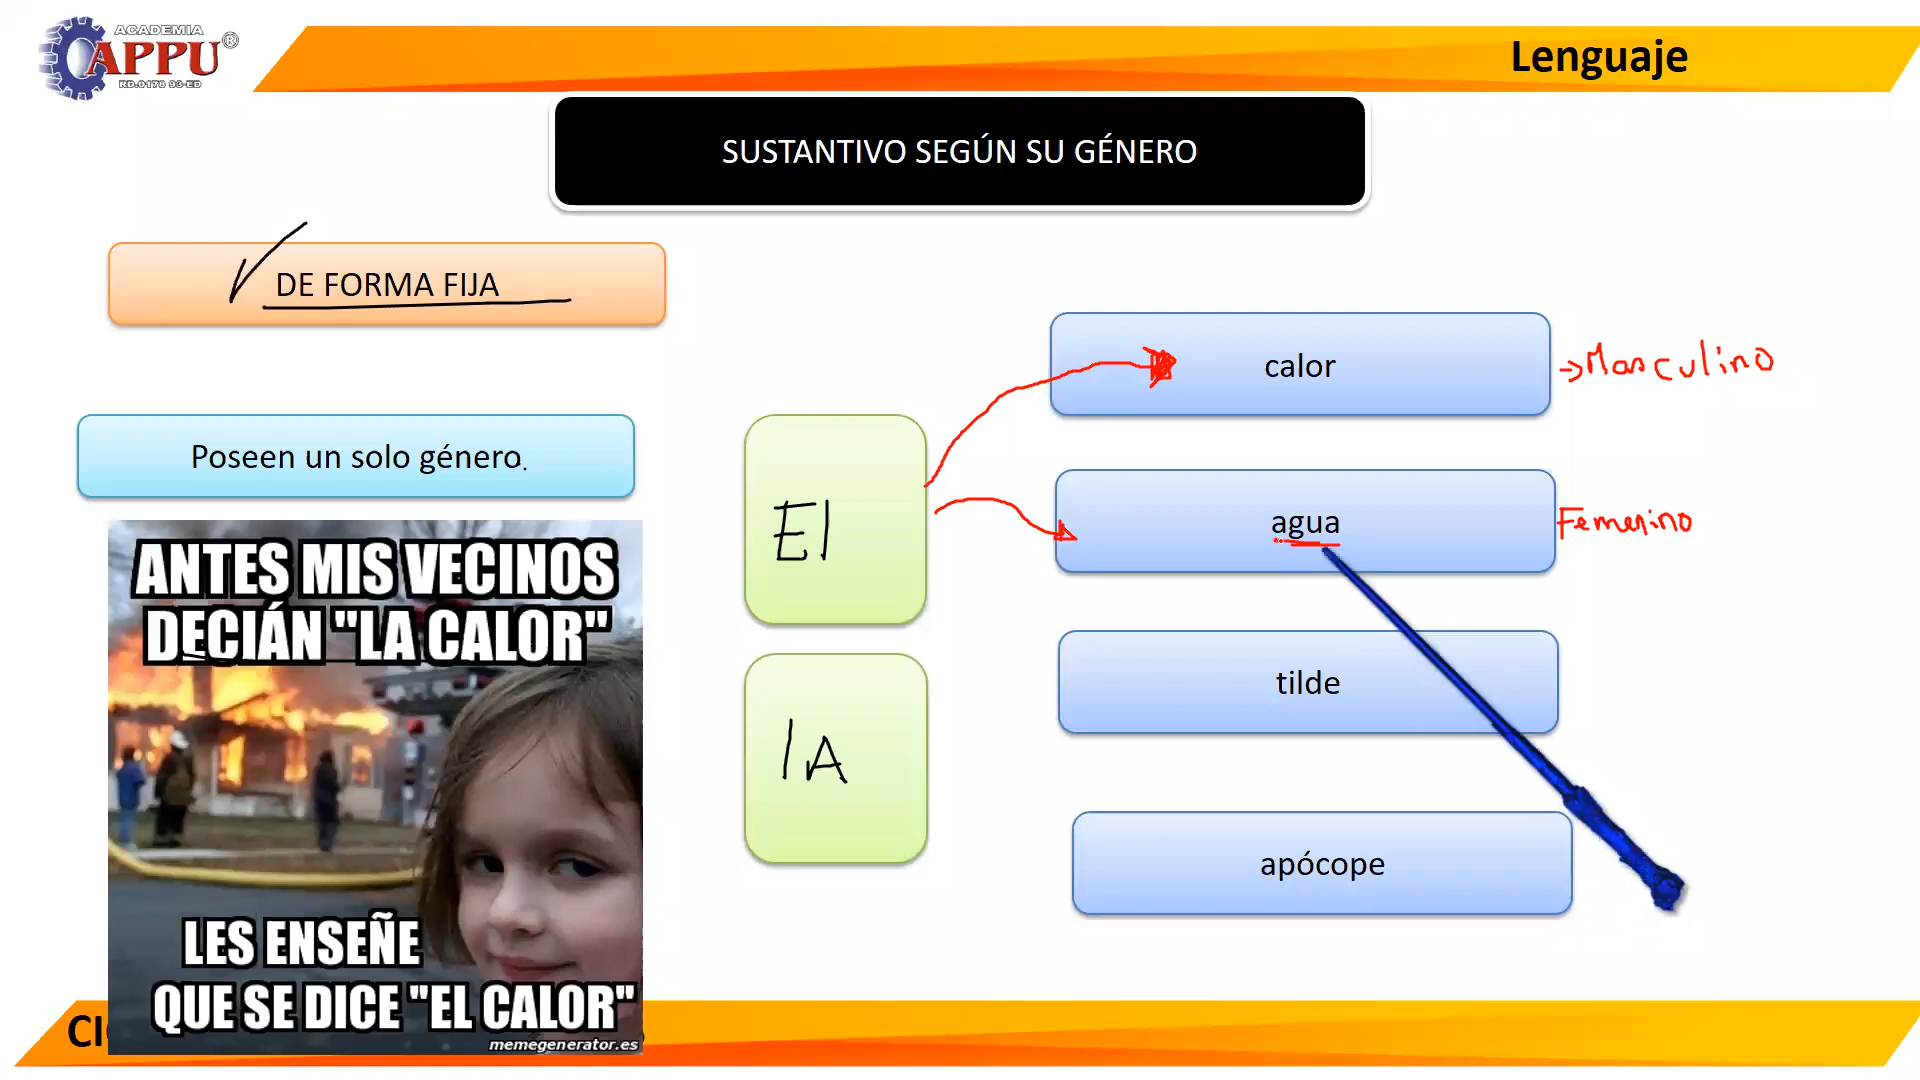 ACADEMIA
APPU®
RD.0178 93-ED
Lenguaje
SUSTANTIVO SEGÚN SU GÉNERO
DE FORMA FIJA
Poseen un solo género.
ANTES MIS VECINOS
DECIÁN "LA CALOR"
LES ENSEÑE
QUE SE DICE "EL CALOR"
memegenerator.es
El
lA
calor
→Masculino
agua
Femenino
tilde
apócope